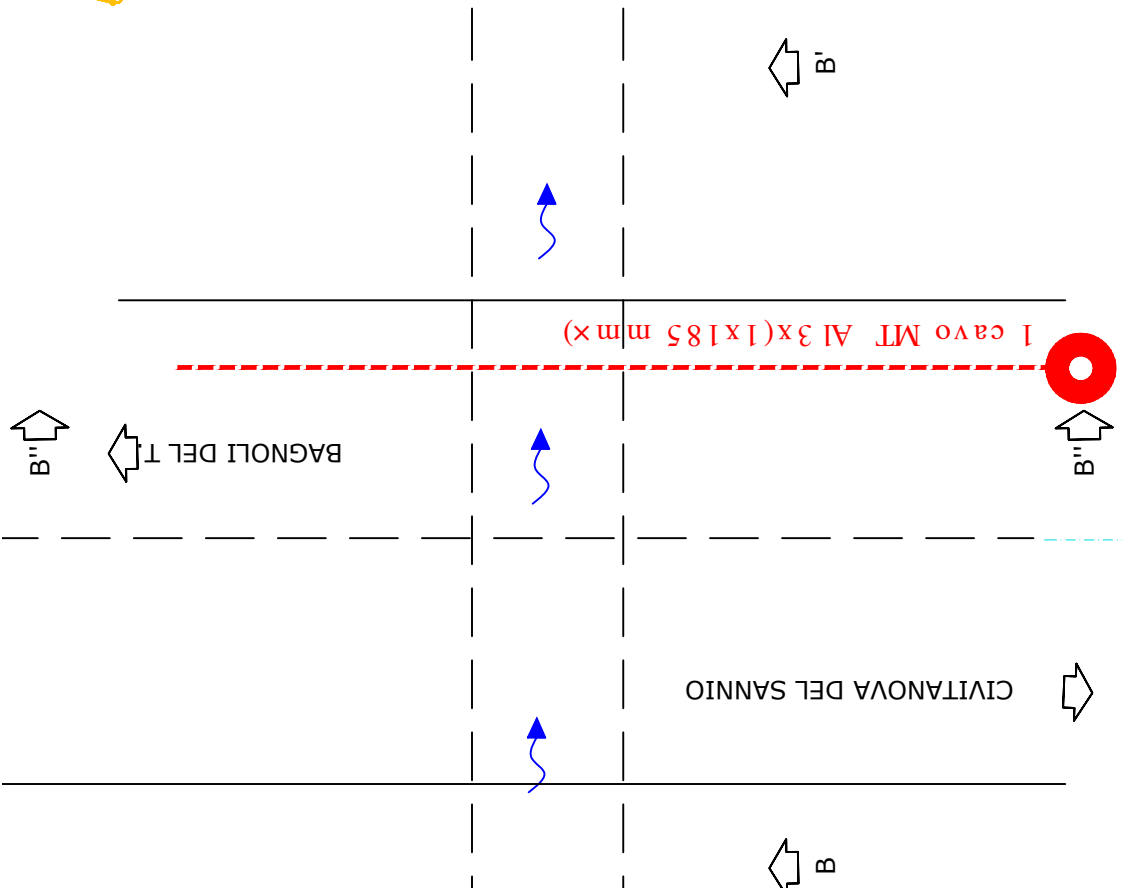 B'
1 cavo MT Al 3x(1x185 mm×)
BAGNOLI DEL T.
B''
B''
CIVITANOVA DEL SANNIO
B